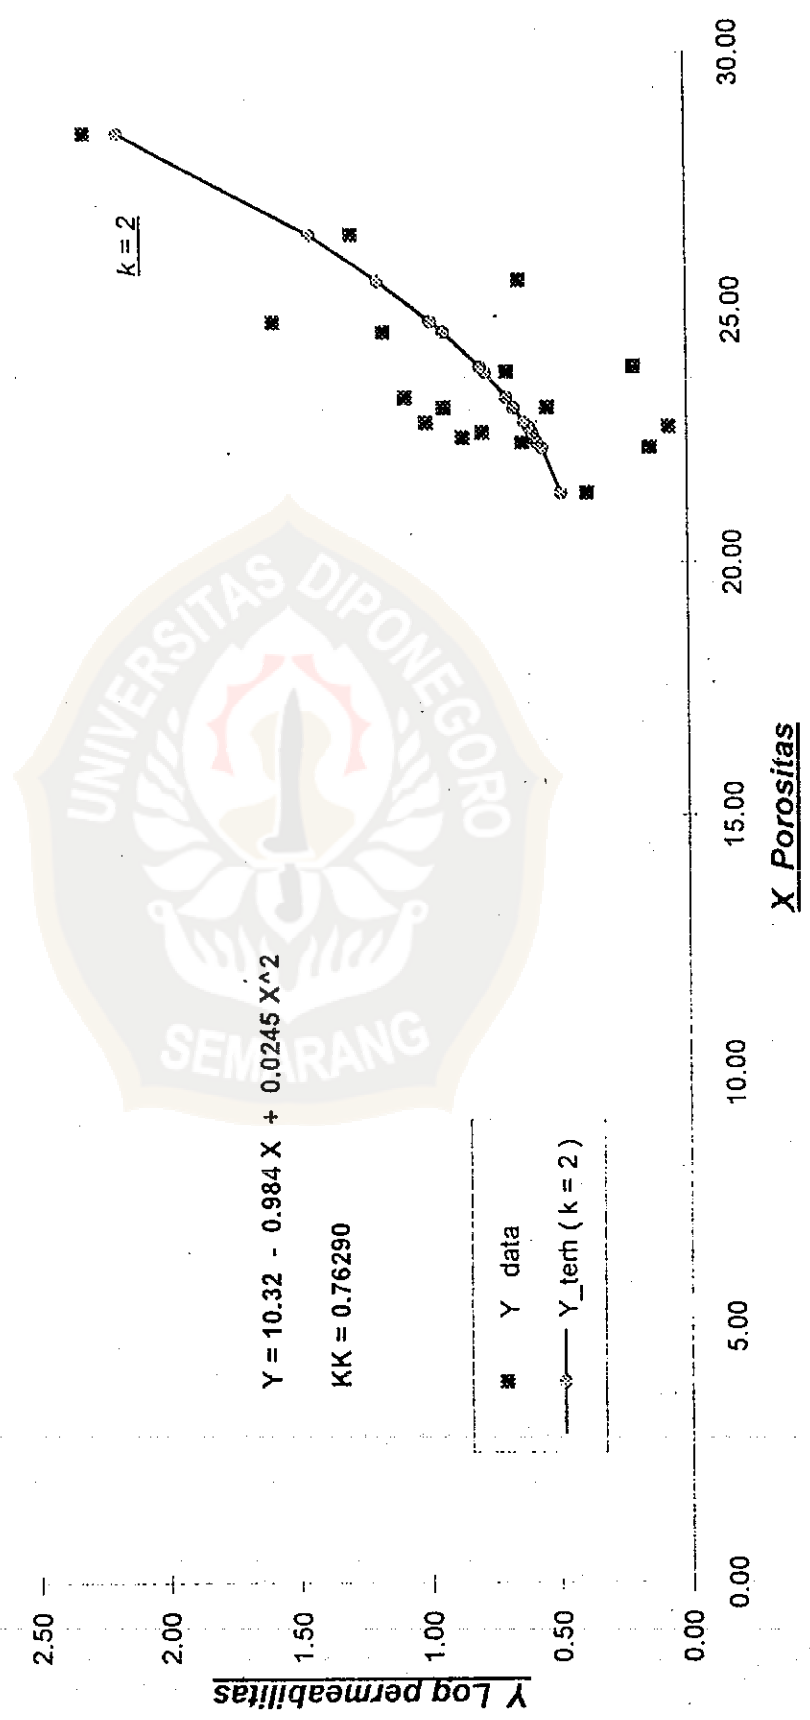 Y Log permeabilitas
2.50
2.00
1.50
1.00
0.50
0.00
k = 2
Y = 10.32 - 0.984 X + 0.0245 X^2
KK = 0.76290
Y data
Y_terh ( k = 2 )
0.00
5.00
10.00
15.00
20.00
25.00
30.00
X Porositas
UNIVERSITAS DIPONEGORO
SEMARANG